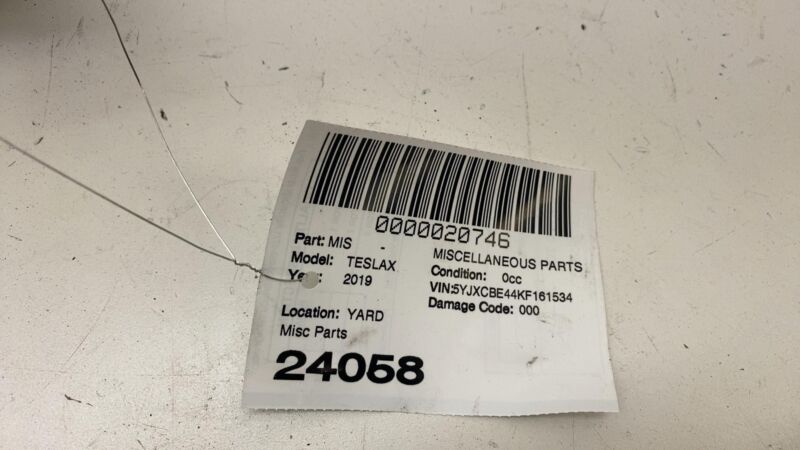 0000020746
Part: MIS - MISCELLANEOUS PARTS
Model: TESLAX Condition: 0cc
Year: 2019 VIN:5YJXCBE44KF161534
Damage Code: 000
Location: YARD
Misc Parts
24058